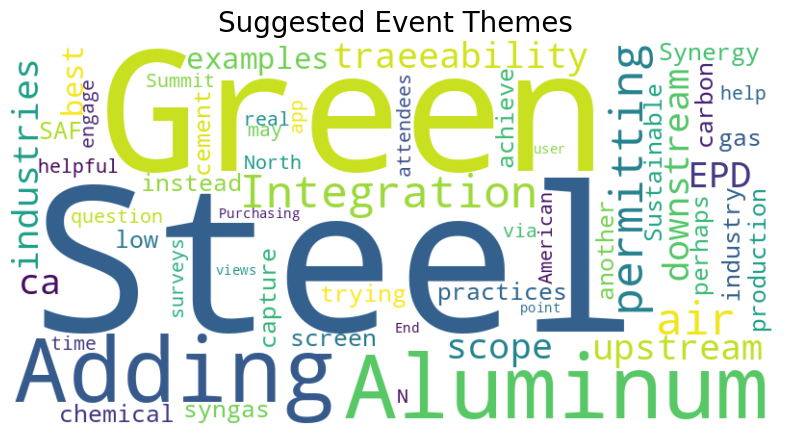 Suggested Event Themes
Green
Steel
Adding
Aluminum
Integration
permitting
industries
best
engage
examples
Summit
traeeability
Synergy
SAF
helpful
cement
real
may
app
attendees
achieve
user
North
instead
question
low
Purchasing
surveys
views
capture
ca
time
chemical
syngas
screen
trying
practices
End
N
point
via
American
another
scope
upstream
air
Sustainable
downstream
perhaps
carbon
EPD
help
gas
industry
production